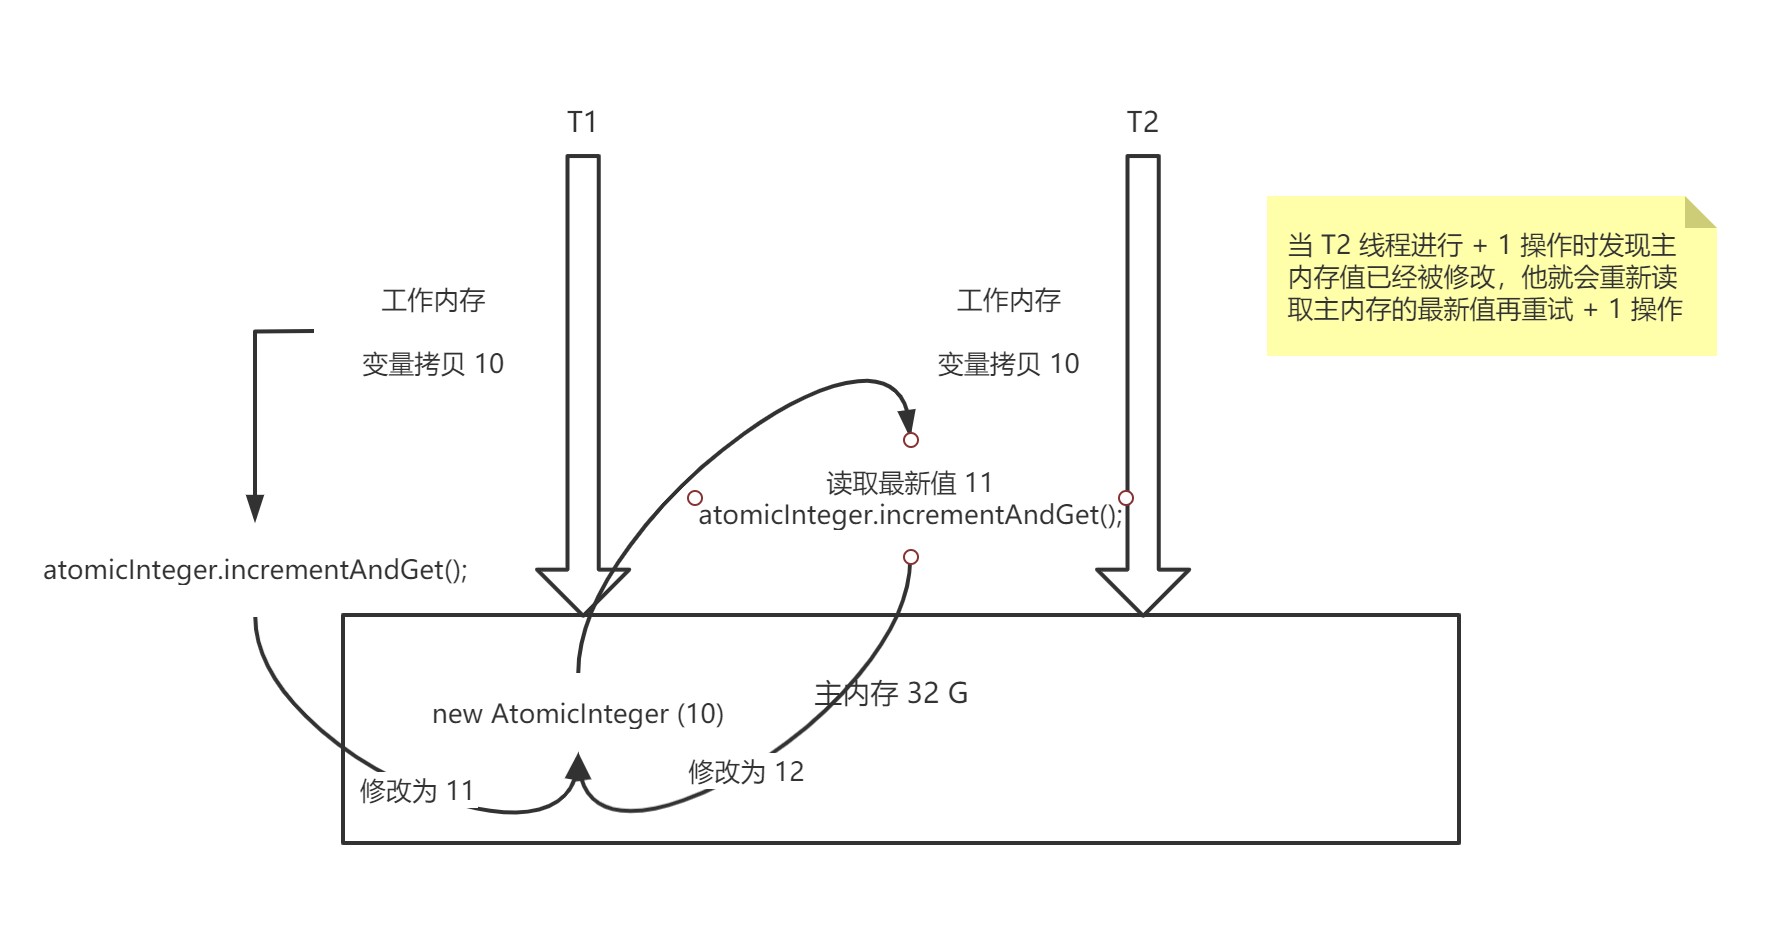 T1
T2
当 T2 线程进行 + 1 操作时发现主
内存值已经被修改，他就会重新读
取主内存的最新值再重试 + 1 操作
工作内存
变量拷贝 10
工作内存
变量拷贝 10
读取最新值 11
atomicInteger.incrementAndGet();
atomicInteger.incrementAndGet();
主内存 32 G
new AtomicInteger (10)
修改为 12
修改为 11